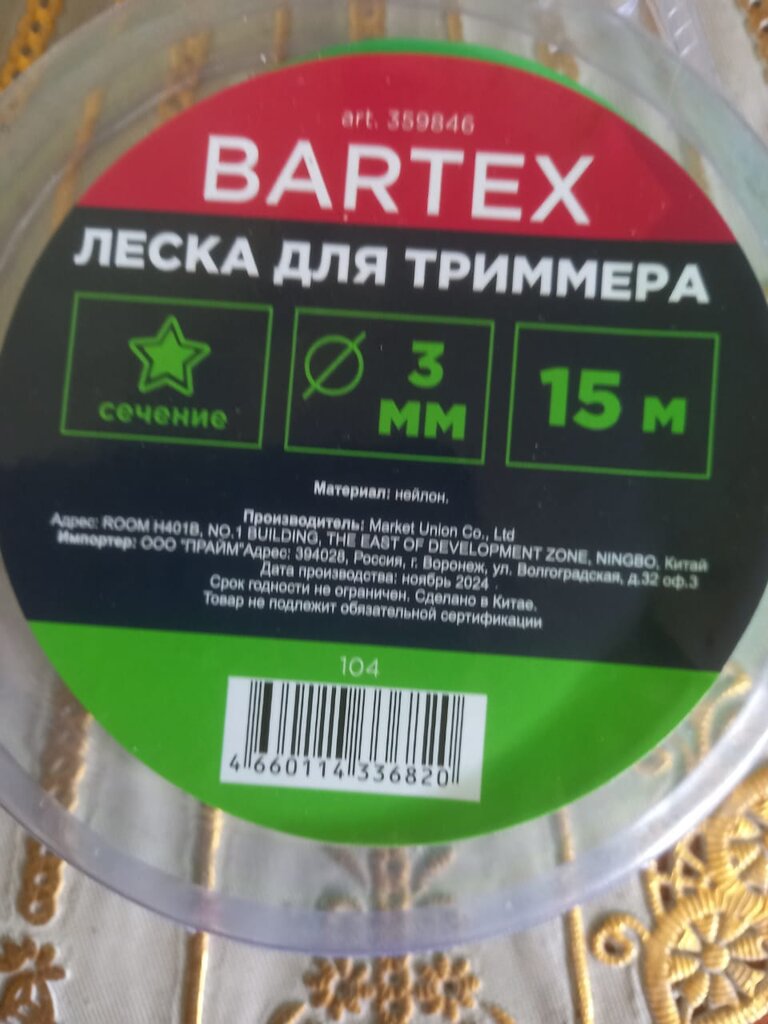 art. 359846
BARTEX
ЛЕСКА ДЛЯ ТРИММЕРА
сечение
3
мм
15 м
Материал: нейлон.
Производитель: Market Union Co., Ltd
Адрес: ROOM H401B, NO.1 BUILDING, THE EAST OF DEVELOPMENT ZONE, NINGBO, Китай
Импортер: ООО "ПРАЙМ"Адрес: 394028, Россия, г. Воронеж, ул. Волгоградская, д.32 оф.3
Дата производства: ноябрь 2024
Срок годности не ограничен. Сделано в Китае.
Товар не подлежит обязательной сертификации
104
4 660114 336820